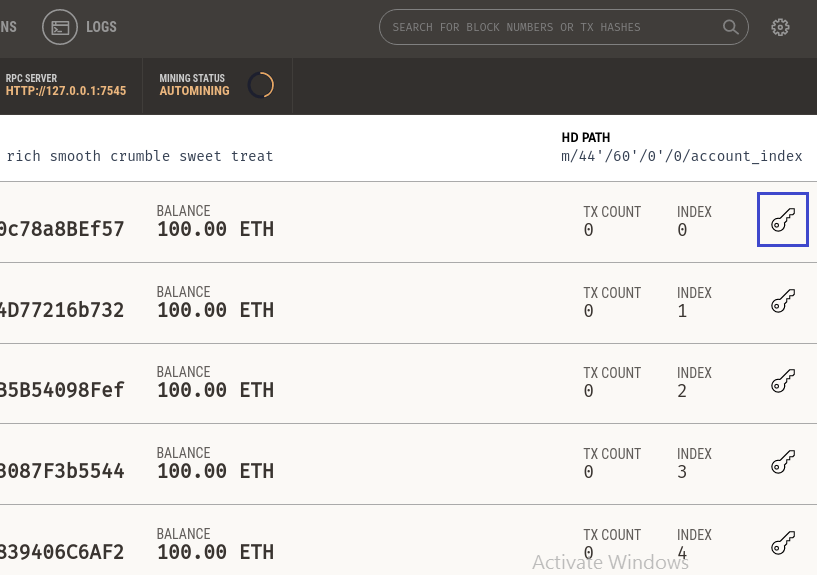 NS
LOGS
SEARCH FOR BLOCK NUMBERS OR TX HASHES
RPC SERVER
HTTP://127.0.0.1:7545
MINING STATUS
AUTOMINING
rich smooth crumble sweet treat
HD PATH
m/44'/60'/0'/0/account_index
0c78a8BEf57
BALANCE
100.00 ETH
TX COUNT
0
INDEX
0
4D77216b732
BALANCE
100.00 ETH
TX COUNT
0
INDEX
1
B5B54098Fef
BALANCE
100.00 ETH
TX COUNT
0
INDEX
2
3087F3b5544
BALANCE
100.00 ETH
TX COUNT
0
INDEX
3
839406C6AF2
BALANCE
100.00 ETH
TX COUNT
0
INDEX
4
Activate Windows